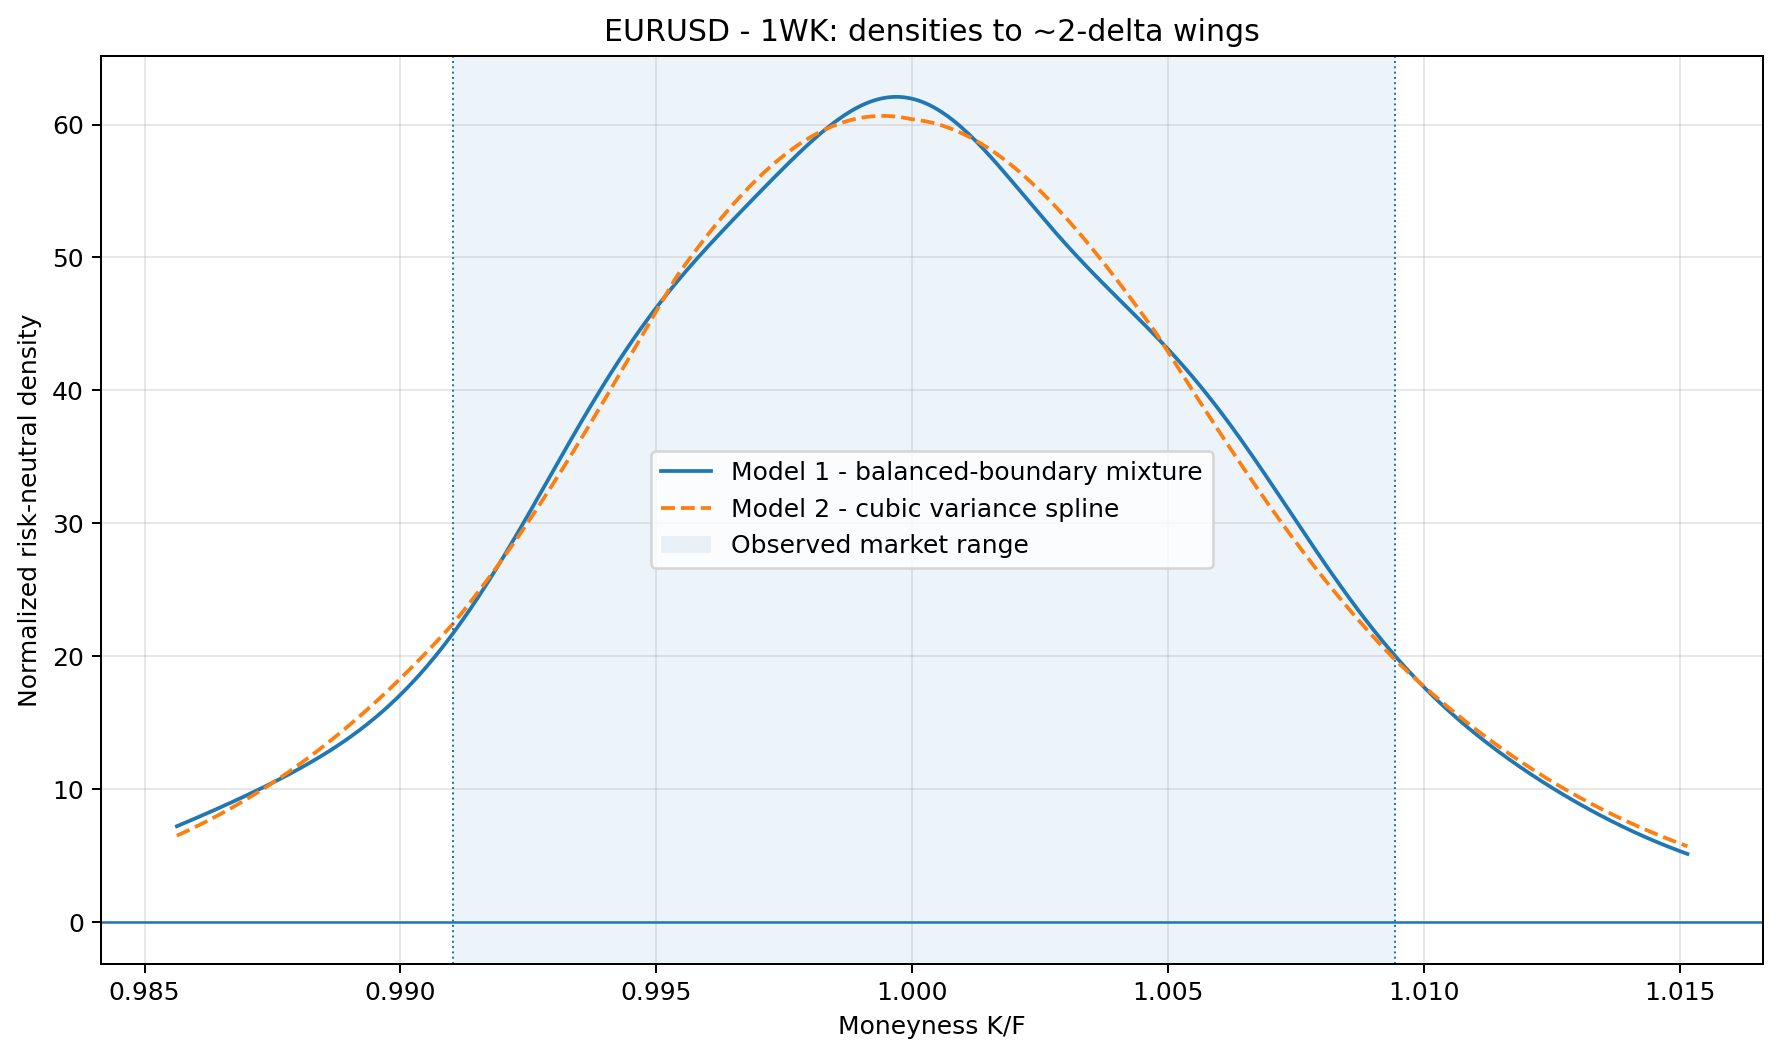 EURUSD - 1WK: densities to ~2-delta wings
Normalized risk-neutral density
60
50
40
30
20
10
0
Model 1 - balanced-boundary mixture
Model 2 - cubic variance spline
Observed market range
0.985
0.990
0.995
1.000
1.005
1.010
1.015
Moneyness K/F